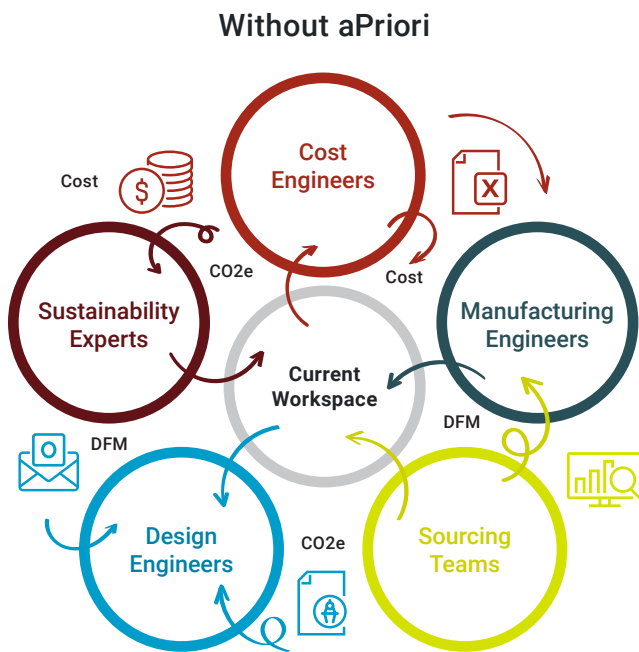 Without aPriori
Cost
Engineers
Cost
X
$
CO2e
Cost
Sustainability
Experts
Manufacturing
Engineers
Current
Workspace
DFM
DFM
O
Design
Engineers
CO2e
Sourcing
Teams